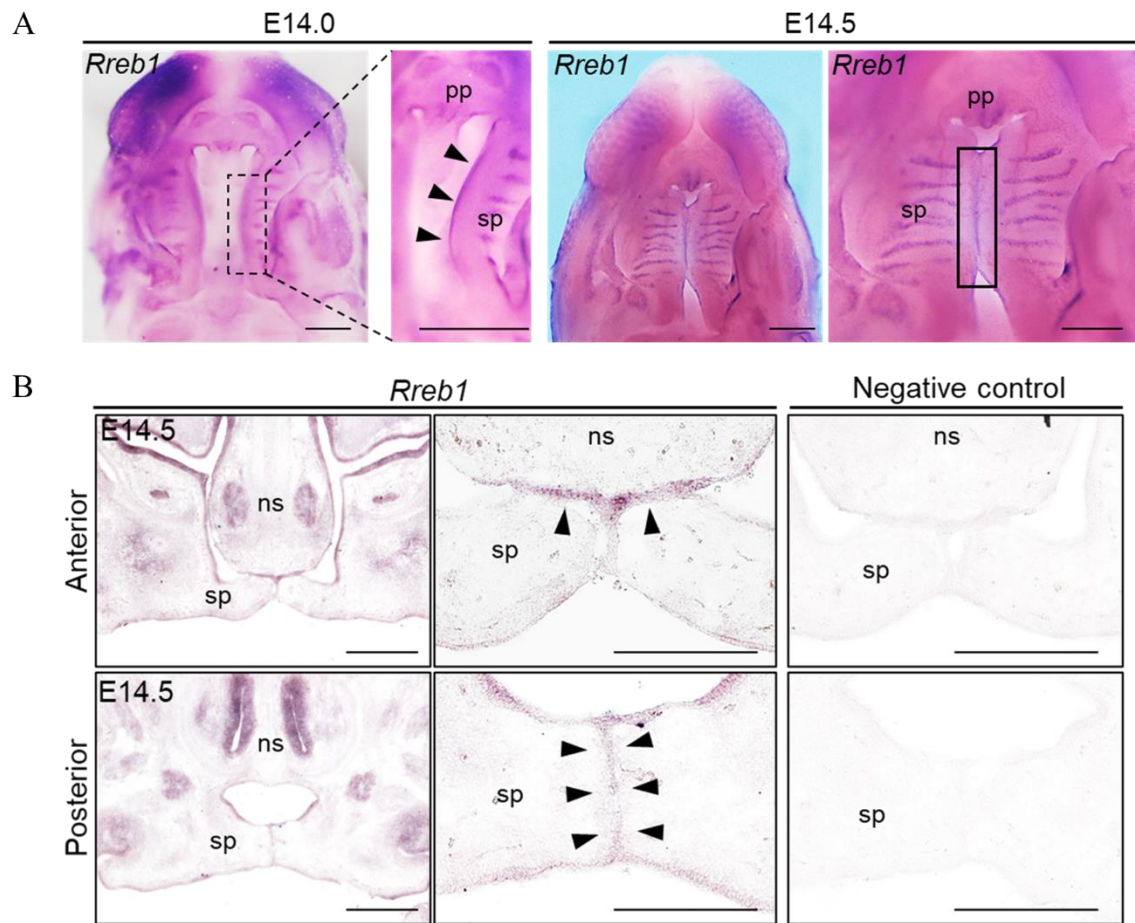 A
E14.0
E14.5
Rreb1
pp
sp
Rreb1
Rreb1
pp
sp
B
Rreb1
Negative control
Anterior
E14.5
ns
sp
ns
sp
ns
sp
Posterior
E14.5
ns
sp
sp
sp